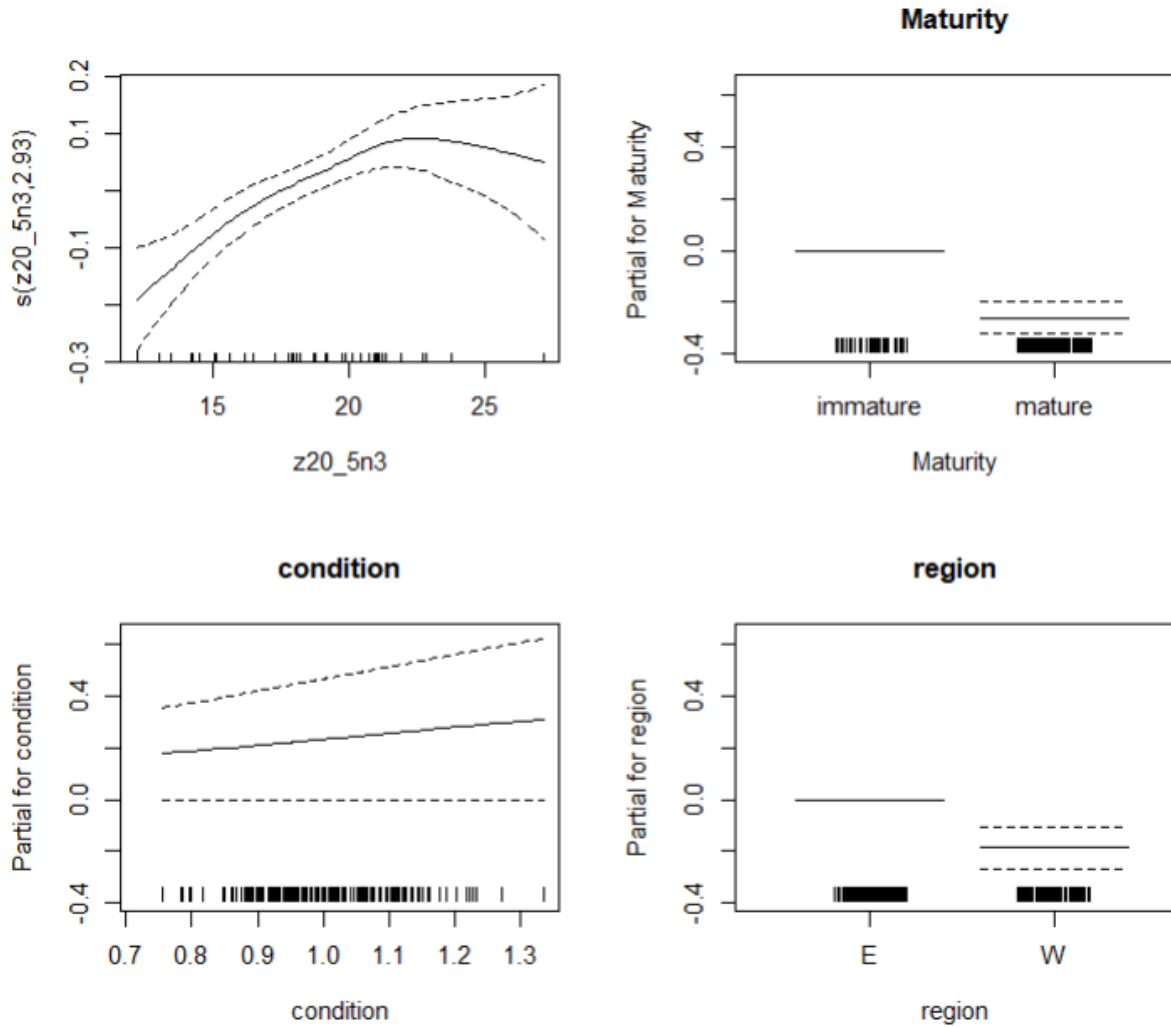 Maturity
s(z20_5n3,2.93)
0.2
0.1
-0.1
-0.3
15 20 25
z20_5n3
Partial for Maturity
0.4
0.0
-0.4
immature mature
Maturity
condition
Partial for condition
0.4
0.0
-0.4
0.7 0.8 0.9 1.0 1.1 1.2 1.3
condition
region
Partial for region
0.4
0.0
-0.4
E W
region